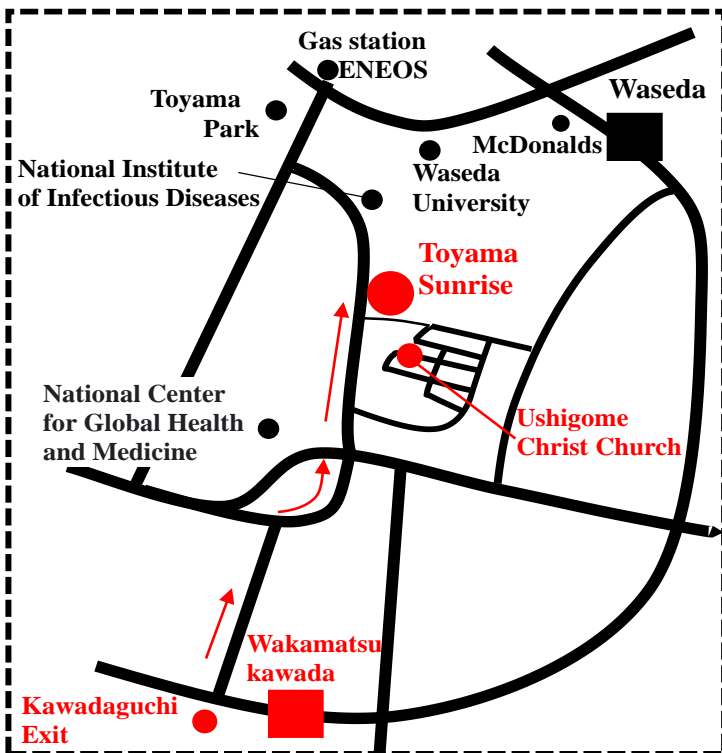 Gas station
ENEOS
Waseda
Toyama
Park
McDonalds
National Institute
of Infectious Diseases
Waseda
University
Toyama
Sunrise
National Center
for Global Health
and Medicine
Ushigome
Christ Church
Wakamatsu
kawada
Kawadaguchi
Exit